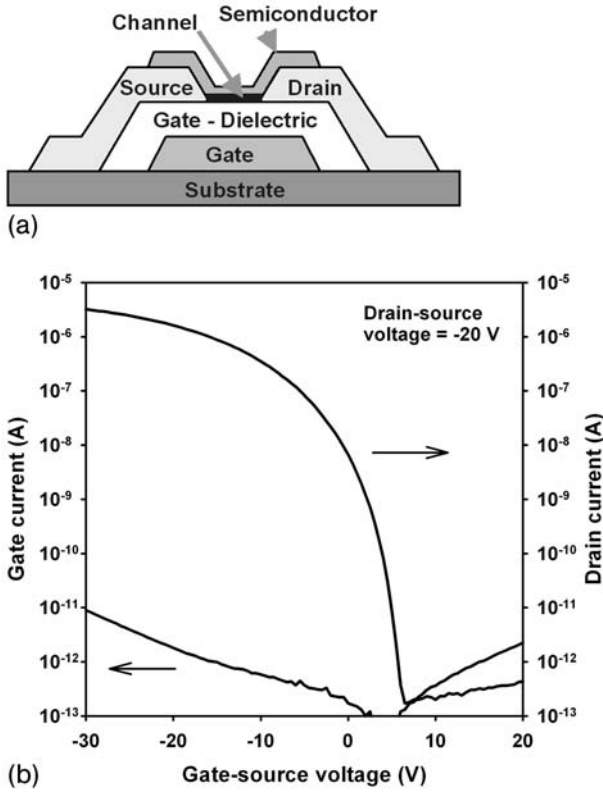 Channel
Semiconductor
Source
Drain
Gate - Dielectric
Gate
Substrate
(a)
10⁻⁵
10⁻⁶
10⁻⁷
10⁻⁸
10⁻⁹
10⁻¹⁰
10⁻¹¹
10⁻¹²
10⁻¹³
Gate current (A)
Drain-source
voltage = -20 V
10⁻⁵
10⁻⁶
10⁻⁷
10⁻⁸
10⁻⁹
10⁻¹⁰
10⁻¹¹
10⁻¹²
10⁻¹³
Drain current (A)
-30 -20 -10 0 10 20
Gate-source voltage (V)
(b)